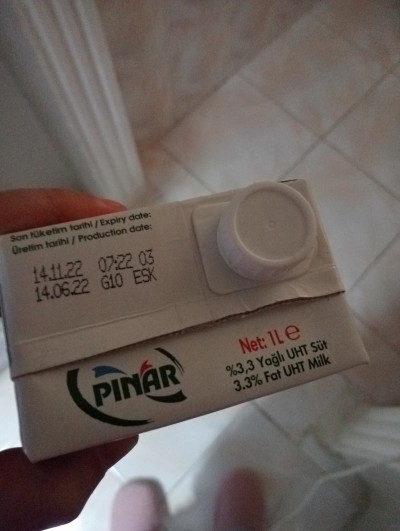 Son tüketim tarihi / Expiry date:
Üretim tarihi / Production date:
14.11.22 07:22 03
14.06.22 G10 ESK
PINAR
Net: 1L e
%3,3 Yağlı UHT Süt
3.3% Fat UHT Milk